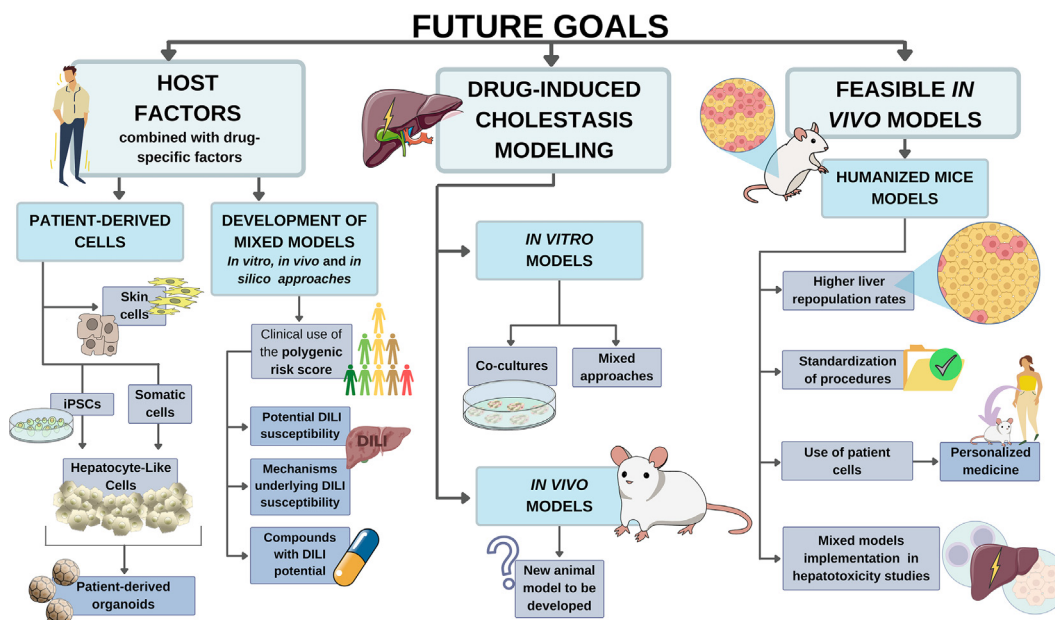 FUTURE GOALS
HOST
FACTORS
combined with drug-
specific factors
PATIENT-DERIVED
CELLS
Skin
cells
iPSCs
Somatic
cells
Hepatocyte-Like
Cells
Patient-derived
organoids
DEVELOPMENT OF
MIXED MODELS
In vitro, in vivo and in
silico approaches
Clinical use of
the polygenic
risk score
Potential DILI
susceptibility
DILI
Mechanisms
underlying DILI
susceptibility
Compounds
with DILI
potential
DRUG-INDUCED
CHOLESTASIS
MODELING
IN VITRO
MODELS
Co-cultures
Mixed
approaches
IN VIVO
MODELS
?
New animal
model to be
developed
FEASIBLE IN
VIVO MODELS
HUMANIZED MICE
MODELS
Higher liver
repopulation rates
Standardization
of procedures
Use of patient
cells
Personalized
medicine
Mixed models
implementation in
hepatotoxicity studies